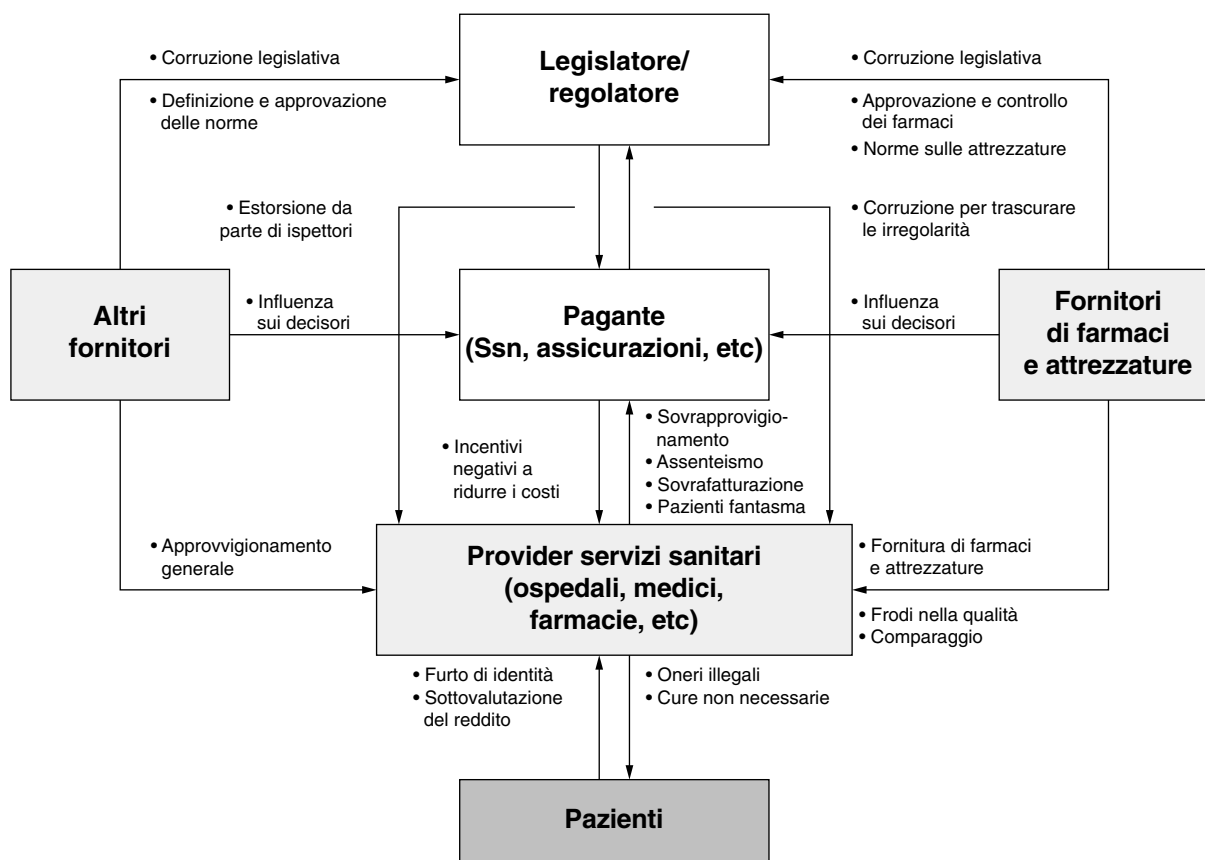 • Corruzione legislativa
• Definizione e approvazione
delle norme
Legislatore/
regolatore
• Corruzione legislativa
• Approvazione e controllo
dei farmaci
• Norme sulle attrezzature
• Estorsione da
parte di ispettori
• Corruzione per trascurare
le irregolarità
Altri
fornitori
• Influenza
sui decisori
Pagante
(Ssn, assicurazioni, etc)
• Influenza
sui decisori
Fornitori
di farmaci
e attrezzature
• Incentivi
negativi a
ridurre i costi
• Sovrapprovigio-
namento
• Assenteismo
• Sovrafatturazione
• Pazienti fantasma
• Approvvigionamento
generale
Provider servizi sanitari
(ospedali, medici,
farmacie, etc)
• Fornitura di farmaci
e attrezzature
• Frodi nella qualità
• Comparaggio
• Furto di identità
• Sottovalutazione
del reddito
• Oneri illegali
• Cure non necessarie
Pazienti